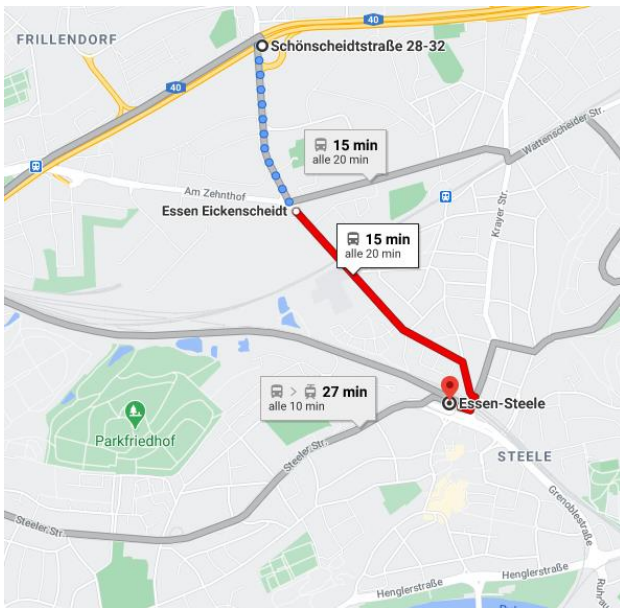 40
FRILLENDORF
Schönscheidtstraße 28-32
40
15 min
alle 20 min
Wattenscheider Str.
Am Zehnthof
Krayer Str.
Essen Eickenscheidt
15 min
alle 20 min
27 min
alle 10 min
Essen-Steele
Parkfriedhof
Steeler Str.
STEELE
Steeler Str.
Grenoblestraße
Henglerstraße
Henglerstraße
Ruhrau